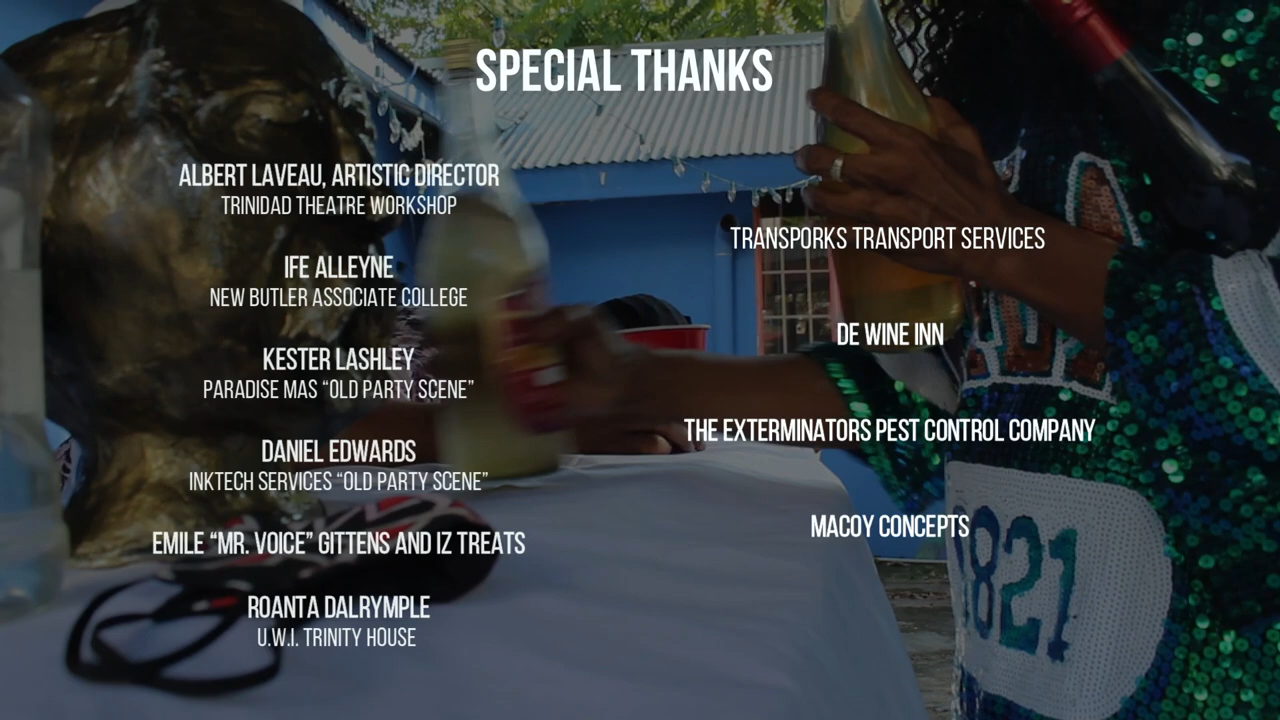 SPECIAL THANKS
ALBERT LAVEAU, ARTISTIC DIRECTOR
TRINIDAD THEATRE WORKSHOP
IFE ALLEYNE
NEW BUTLER ASSOCIATE COLLEGE
KESTER LASHLEY
PARADISE MAS “OLD PARTY SCENE”
DANIEL EDWARDS
INKTECH SERVICES “OLD PARTY SCENE”
EMILE “MR. VOICE” GITTENS AND IZ TREATS
ROANTA DALRYMPLE
U.W.I. TRINITY HOUSE
TRANSPORKS TRANSPORT SERVICES
DE WINE INN
THE EXTERMINATORS PEST CONTROL COMPANY
MACOY CONCEPTS
1821